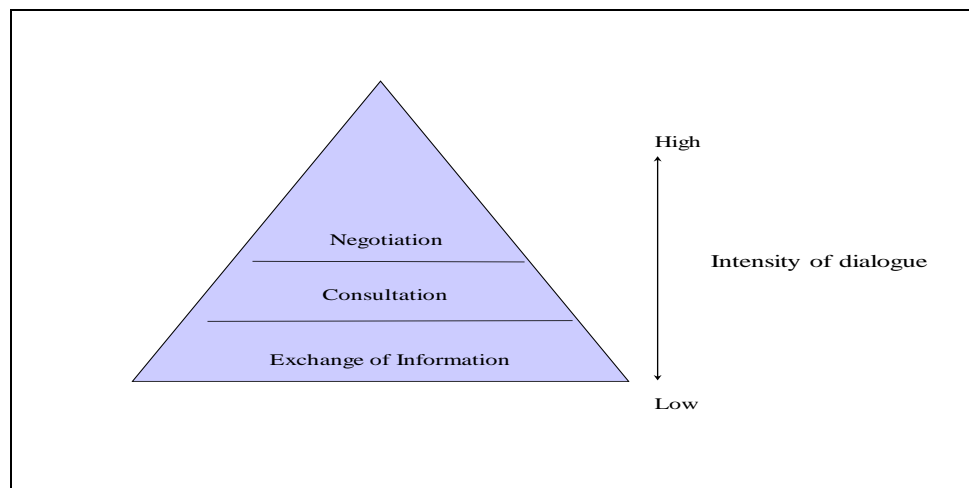 High
Negotiation
Intensity of dialogue
Consultation
Exchange of Information
Low